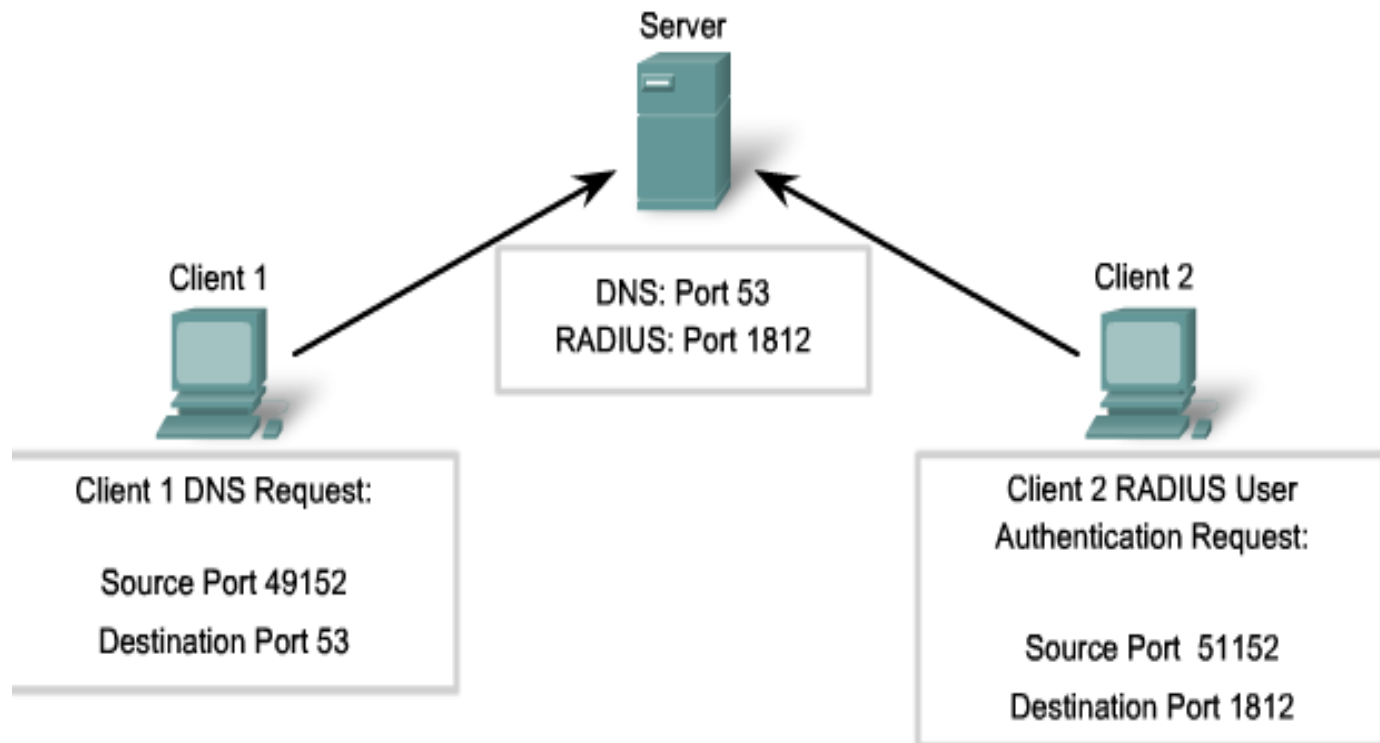 Server
Client 1
DNS: Port 53
RADIUS: Port 1812
Client 2
Client 1 DNS Request:
Source Port 49152
Destination Port 53
Client 2 RADIUS User
Authentication Request:
Source Port 51152
Destination Port 1812